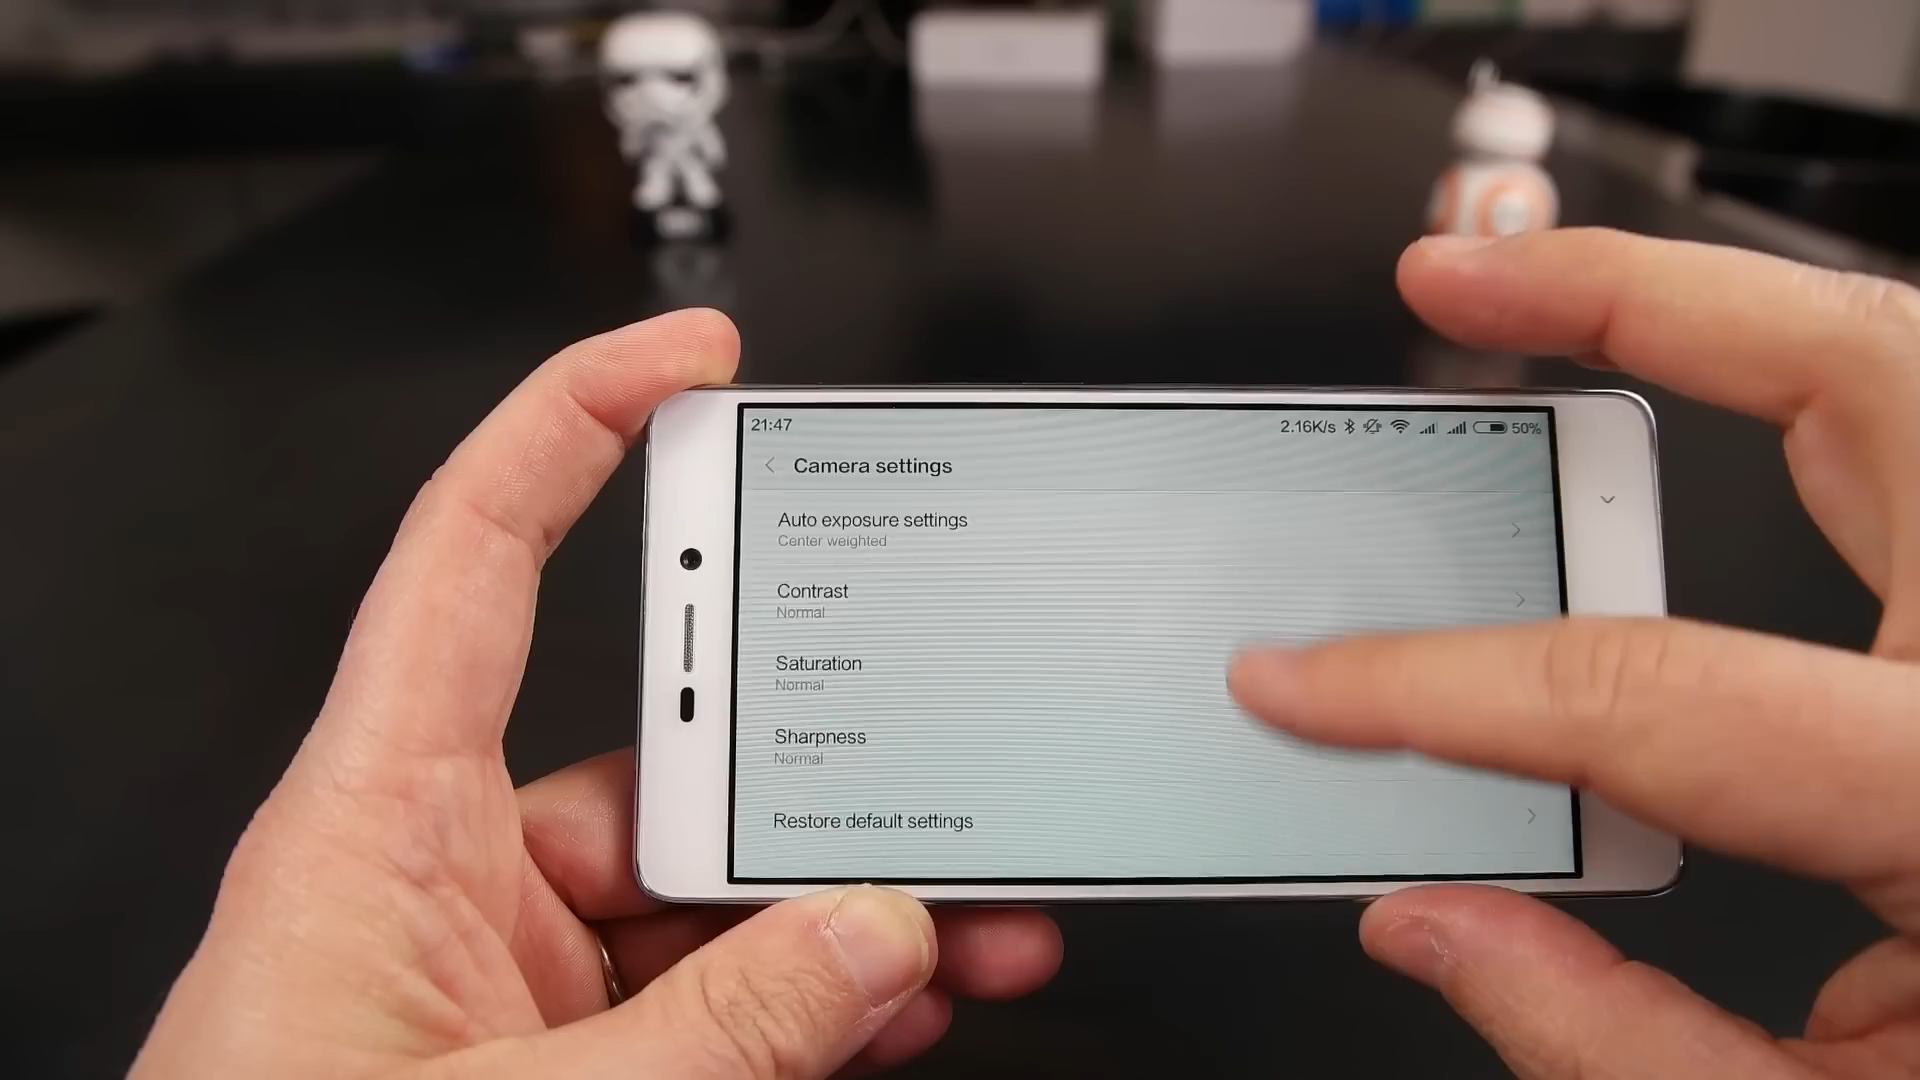 21:47
2.16K/s 50%
Camera settings
Auto exposure settings
Center weighted
Contrast
Normal
Saturation
Normal
Sharpness
Normal
Restore default settings